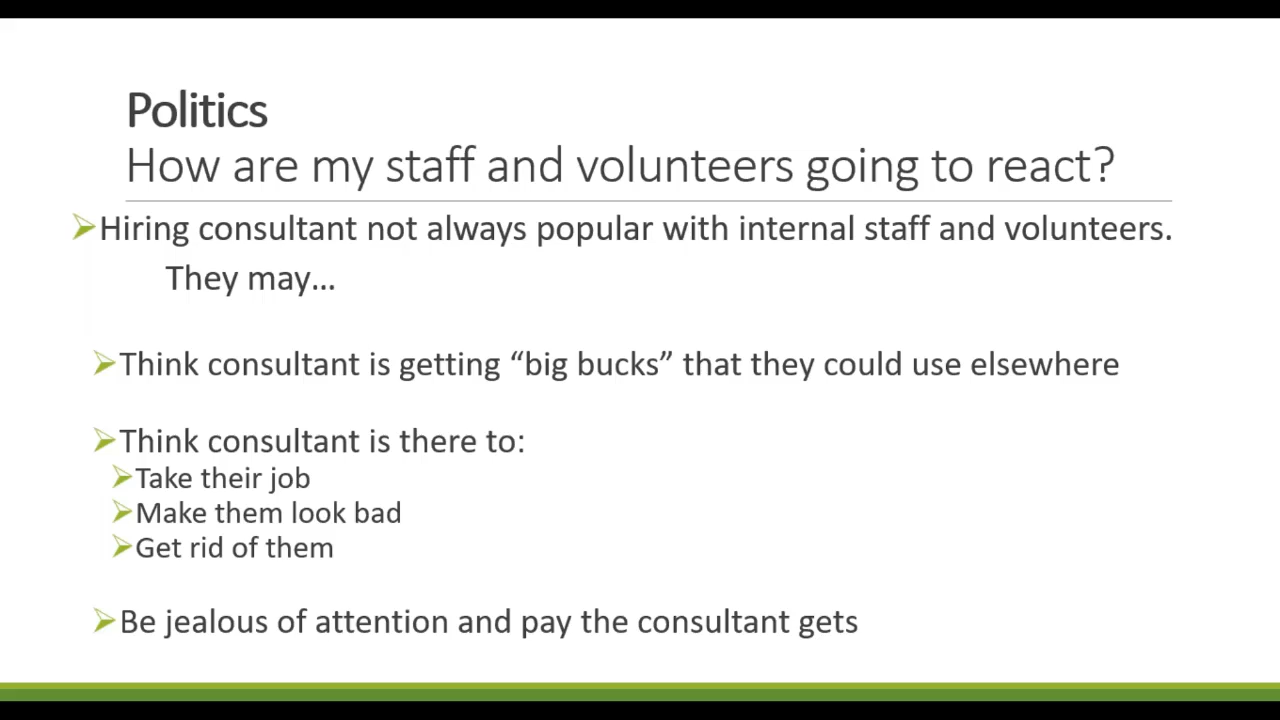 Politics
How are my staff and volunteers going to react?
Hiring consultant not always popular with internal staff and volunteers.
They may...
Think consultant is getting “big bucks” that they could use elsewhere
Think consultant is there to:
Take their job
Make them look bad
Get rid of them
Be jealous of attention and pay the consultant gets